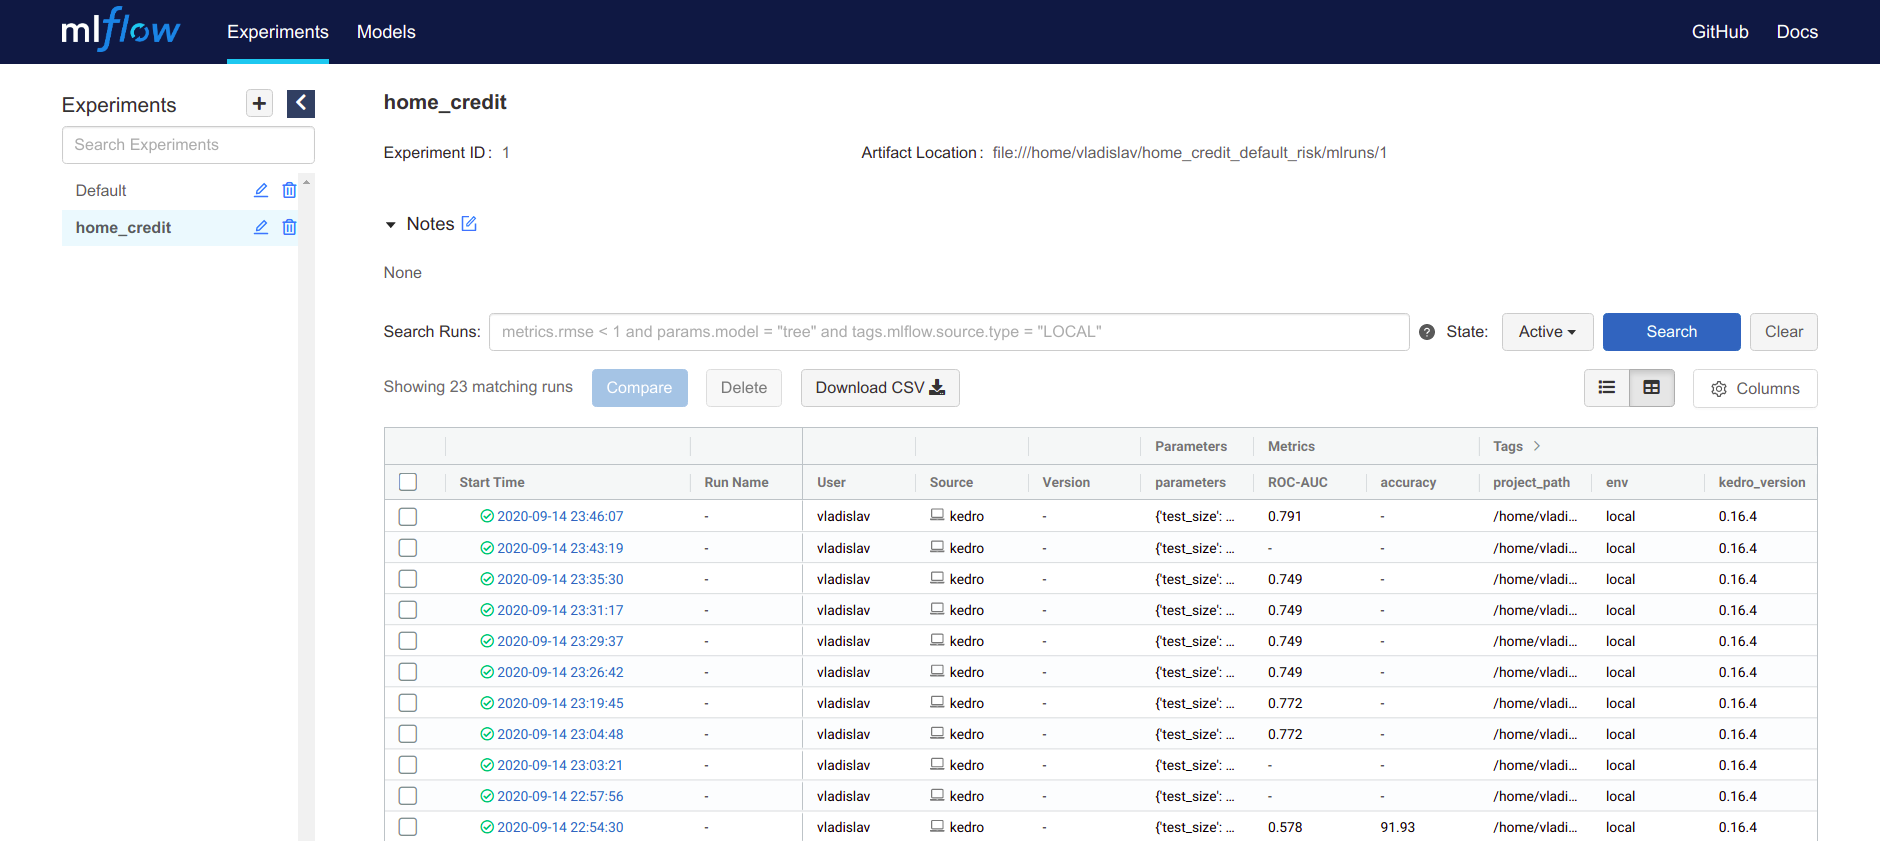 mlflow Experiments Models GitHub Docs
Experiments
Search Experiments
Default
home_credit
home_credit
Experiment ID: 1 Artifact Location: file:///home/vladislav/home_credit_default_risk/mlruns/1
Notes
None
Search Runs: metrics.rmse < 1 and params.model = "tree" and tags.mlflow.source.type = "LOCAL" ? State: Active Search Clear
Showing 23 matching runs Compare Delete Download CSV Columns
Parameters Metrics Tags >
Start Time Run Name User Source Version parameters ROC-AUC accuracy project_path env kedro_version
2020-09-14 23:46:07 - vladislav kedro - {'test_size': ... 0.791 - /home/vladi... local 0.16.4
2020-09-14 23:43:19 - vladislav kedro - {'test_size': ... - - /home/vladi... local 0.16.4
2020-09-14 23:35:30 - vladislav kedro - {'test_size': ... 0.749 - /home/vladi... local 0.16.4
2020-09-14 23:31:17 - vladislav kedro - {'test_size': ... 0.749 - /home/vladi... local 0.16.4
2020-09-14 23:29:37 - vladislav kedro - {'test_size': ... 0.749 - /home/vladi... local 0.16.4
2020-09-14 23:26:42 - vladislav kedro - {'test_size': ... 0.749 - /home/vladi... local 0.16.4
2020-09-14 23:19:45 - vladislav kedro - {'test_size': ... 0.772 - /home/vladi... local 0.16.4
2020-09-14 23:04:48 - vladislav kedro - {'test_size': ... 0.772 - /home/vladi... local 0.16.4
2020-09-14 23:03:21 - vladislav kedro - {'test_size': ... - - /home/vladi... local 0.16.4
2020-09-14 22:57:56 - vladislav kedro - {'test_size': ... - - /home/vladi... local 0.16.4
2020-09-14 22:54:30 - vladislav kedro - {'test_size': ... 0.578 91.93 /home/vladi... local 0.16.4